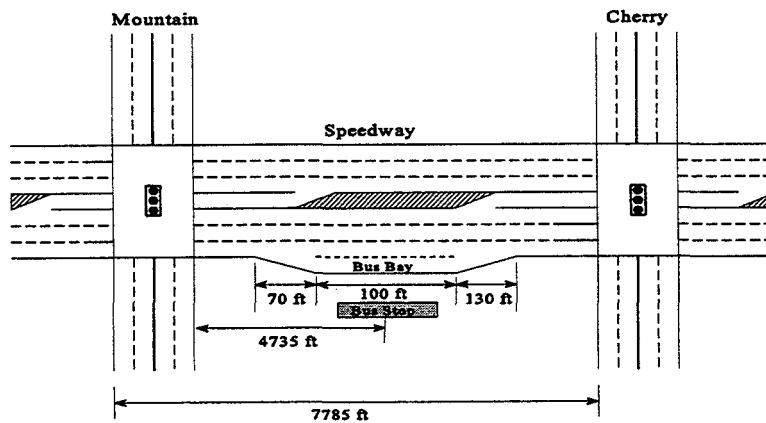 Mountain
Cherry
Speedway
Bus Bay
70 ft
100 ft
130 ft
Bus Stop
4735 ft
7785 ft